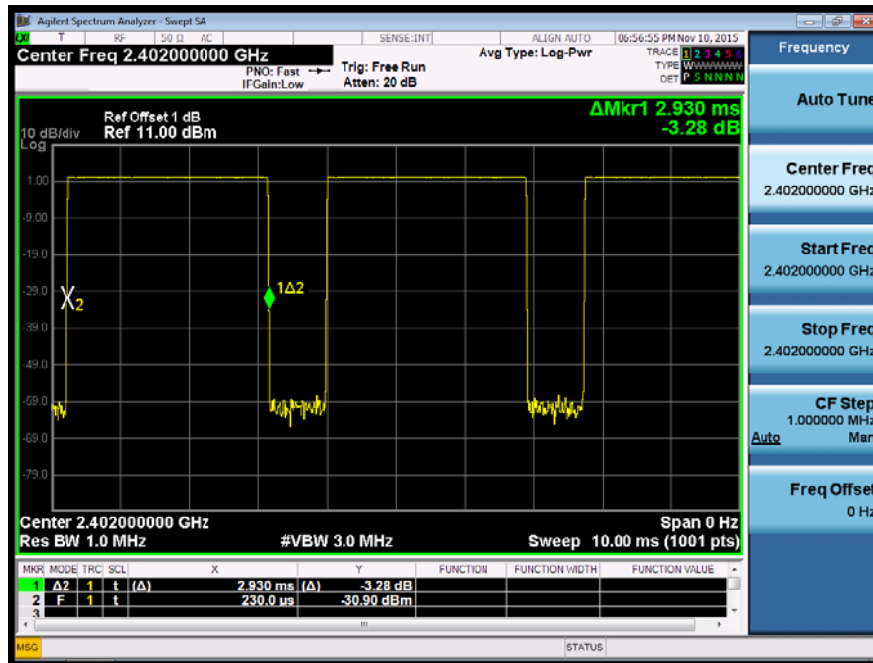 Agilent Spectrum Analyzer - Swept SA
LXI T RF 50 Ω AC SENSE:INT ALIGN AUTO 06:56:55 PM Nov 10, 2015
Center Freq 2.402000000 GHz Avg Type: Log-Pwr TRACE 1 2 3 4 5 6
PNO: Fast Trig: Free Run TYPE WWWWWW
IFGain:Low Atten: 20 dB DET P S N N N N
Ref Offset 1 dB ΔMkr1 2.930 ms
10 dB/div Ref 11.00 dBm -3.28 dB
Log
1.00
-9.00
-19.0
-29.0
X2
1Δ2
-39.0
-49.0
-59.0
-69.0
-79.0
Center 2.402000000 GHz Span 0 Hz
Res BW 1.0 MHz #VBW 3.0 MHz Sweep 10.00 ms (1001 pts)
MKR MODE TRC SCL X Y FUNCTION FUNCTION WIDTH FUNCTION VALUE
1 Δ2 1 t (Δ) 2.930 ms (Δ) -3.28 dB
2 F 1 t 230.0 us -30.90 dBm
3
MSG STATUS
Frequency
Auto Tune
Center Freq
2.402000000 GHz
Start Freq
2.402000000 GHz
Stop Freq
2.402000000 GHz
CF Step
1.000000 MHz
Auto Man
Freq Offset
0 Hz